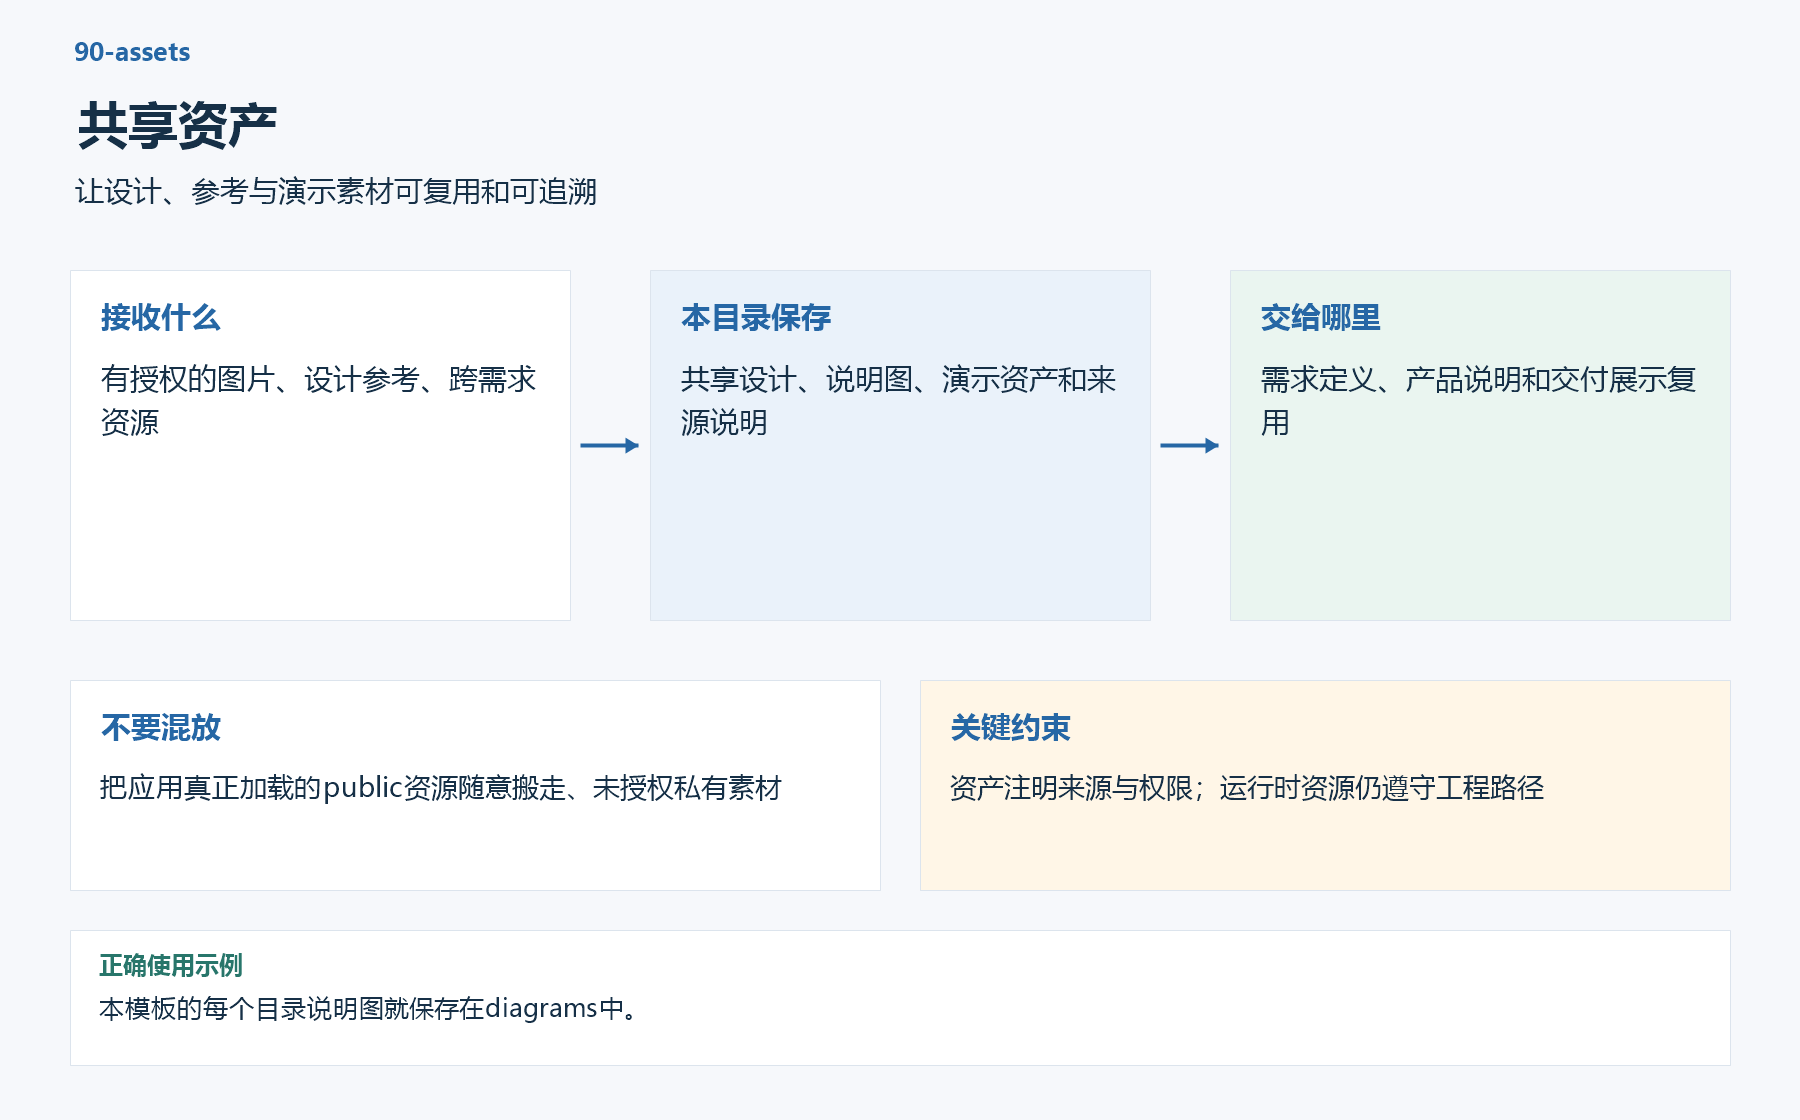 90-assets
共享资产
让设计、参考与演示素材可复用和可追溯
接收什么
有授权的图片、设计参考、跨需求
资源
本目录保存
共享设计、说明图、演示资产和来
源说明
交给哪里
需求定义、产品说明和交付展示复
用
不要混放
把应用真正加载的public资源随意搬走、未授权私有素材
关键约束
资产注明来源与权限；运行时资源仍遵守工程路径
正确使用示例
本模板的每个目录说明图就保存在diagrams中。